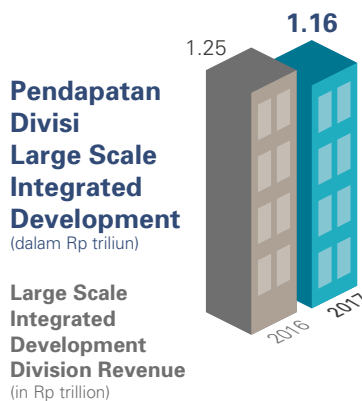 1.16
1.25
Pendapatan
Divisi
Large Scale
Integrated
Development
(dalam Rp triliun)
Large Scale
Integrated
Development
Division Revenue
(in Rp trillion)
2016
2017